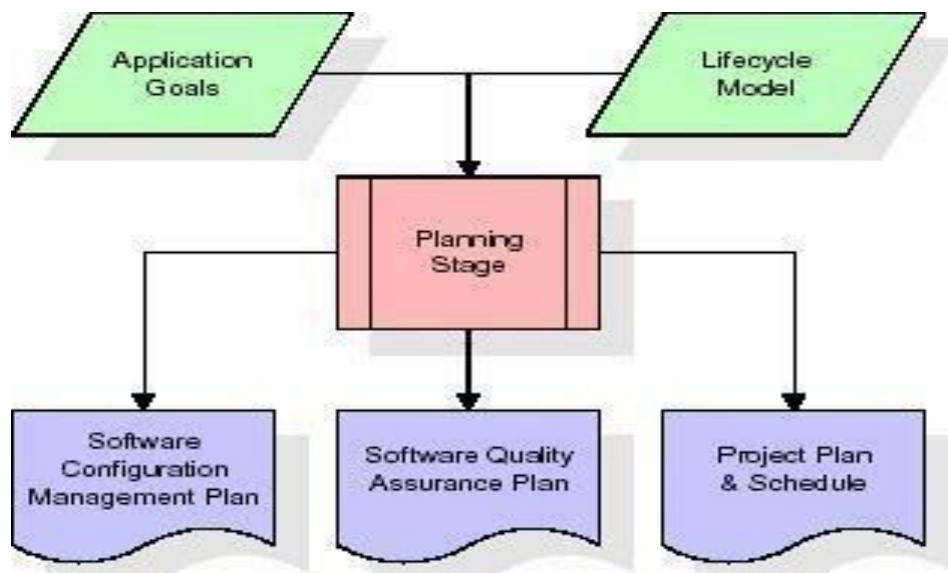 Application
Goals
Lifecycle
Model
Planning
Stage
Software
Configuration
Management Plan
Software Quality
Assurance Plan
Project Plan
& Schedule